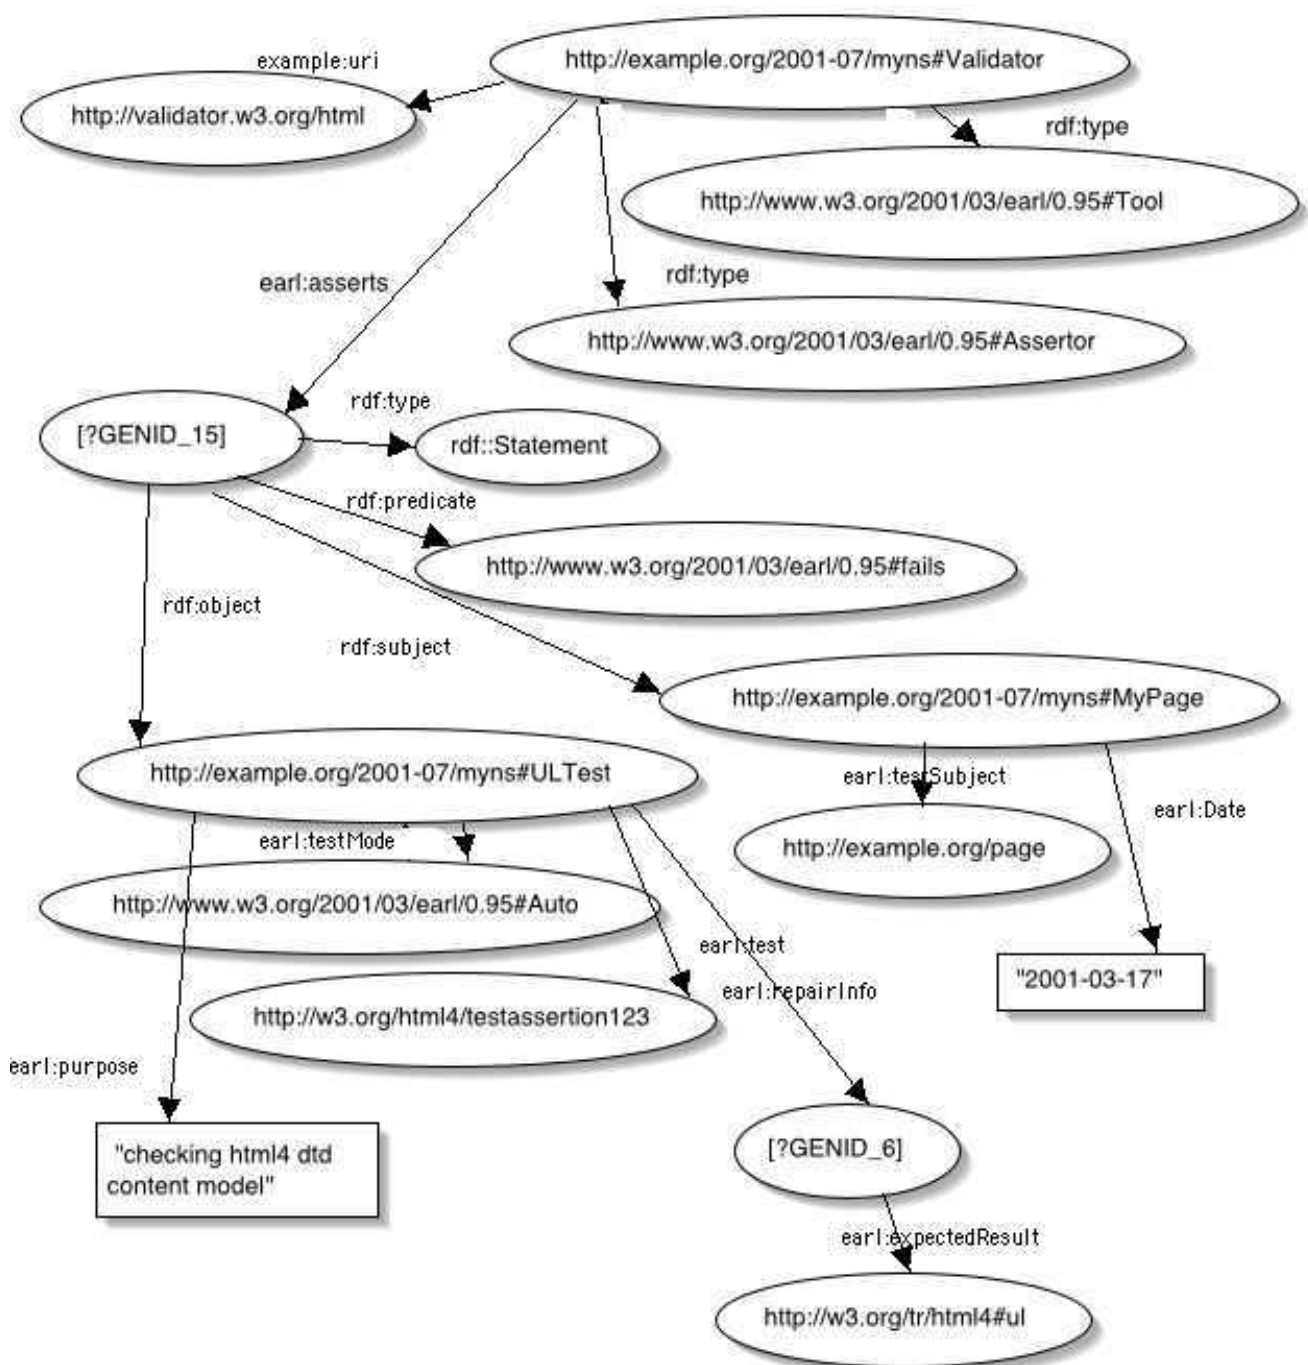 http://example.org/2001-07/myns#Validator
example:uri
http://validator.w3.org/html
rdf:type
http://www.w3.org/2001/03/earl/0.95#Tool
rdf:type
earl:asserts
http://www.w3.org/2001/03/earl/0.95#Assertor
rdf:type
[?GENID_15]
rdf::Statement
rdf:predicate
http://www.w3.org/2001/03/earl/0.95#fails
rdf:object
rdf:subject
http://example.org/2001-07/myns#MyPage
http://example.org/2001-07/myns#ULTest
earl:testSubject
earl:Date
earl:testMode
http://example.org/page
http://www.w3.org/2001/03/earl/0.95#Auto
earl:test
"2001-03-17"
earl:repairInfo
http://w3.org/html4/testassertion123
earl:purpose
"checking html4 dtd
content model"
[?GENID_6]
earl:expectedResult
http://w3.org/tr/html4#ul